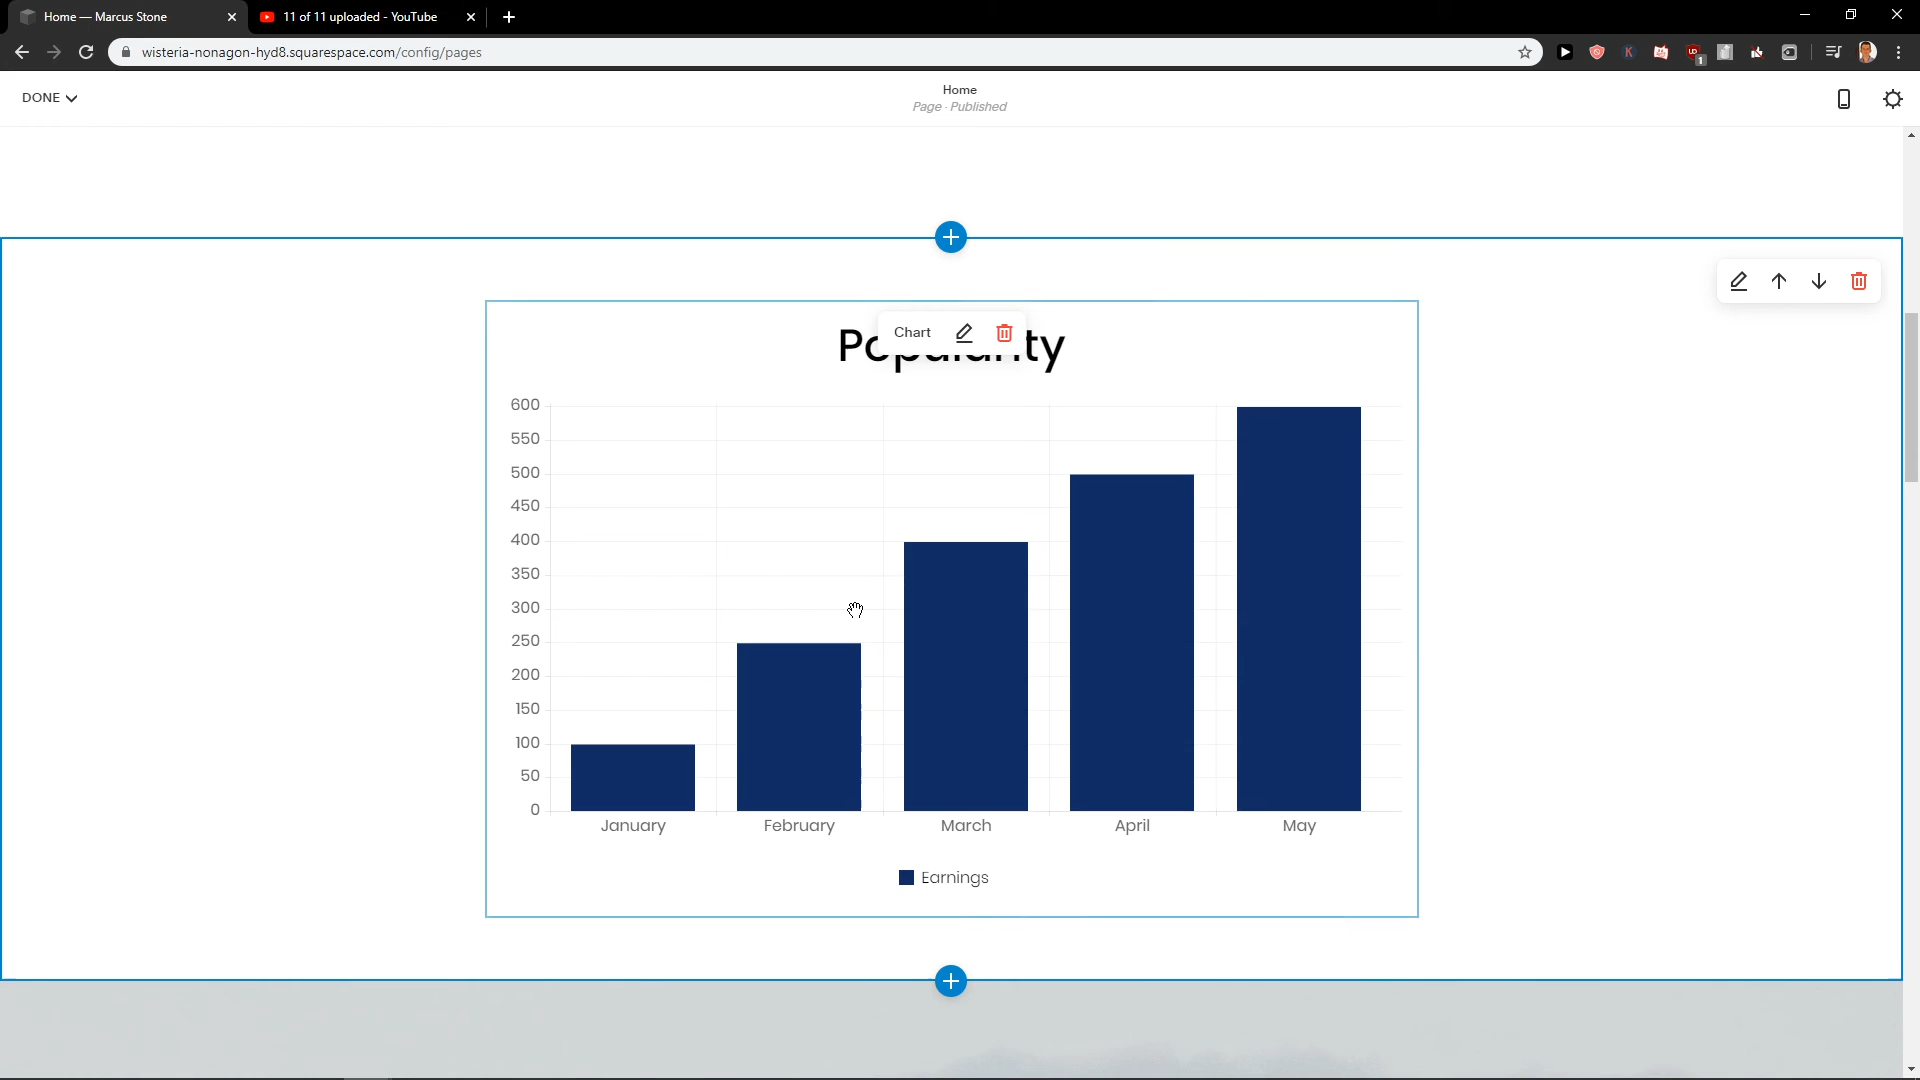 Home — Marcus Stone
11 of 11 uploaded - YouTube
wisteria-nonagon-hyd8.squarespace.com/config/pages
K
UD
1
DONE
Home
Page · Published
Chart
600
550
500
450
400
350
300
250
200
150
100
50
0
January February March April May
Earnings